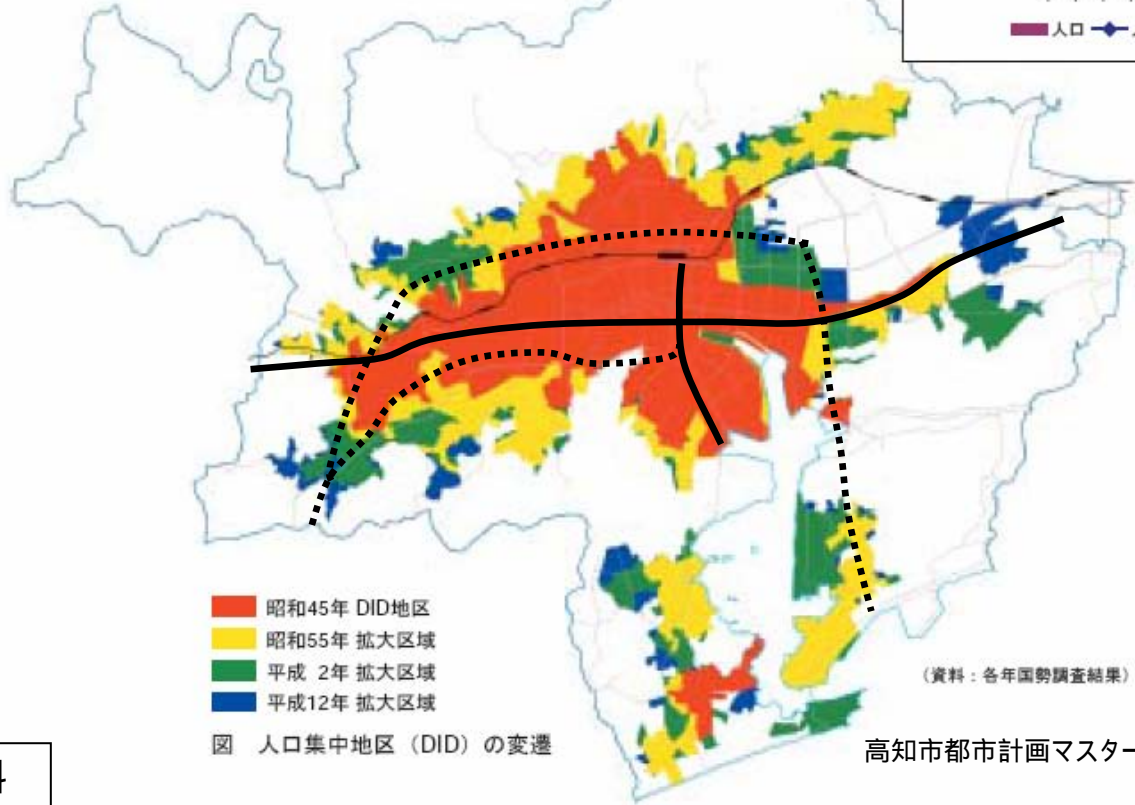 人口
昭和45年 DID地区
昭和55年 拡大区域
平成 2年 拡大区域
平成12年 拡大区域
図 人口集中地区（DID）の変遷
（資料：各年国勢調査結果）
高知市都市計画マスター